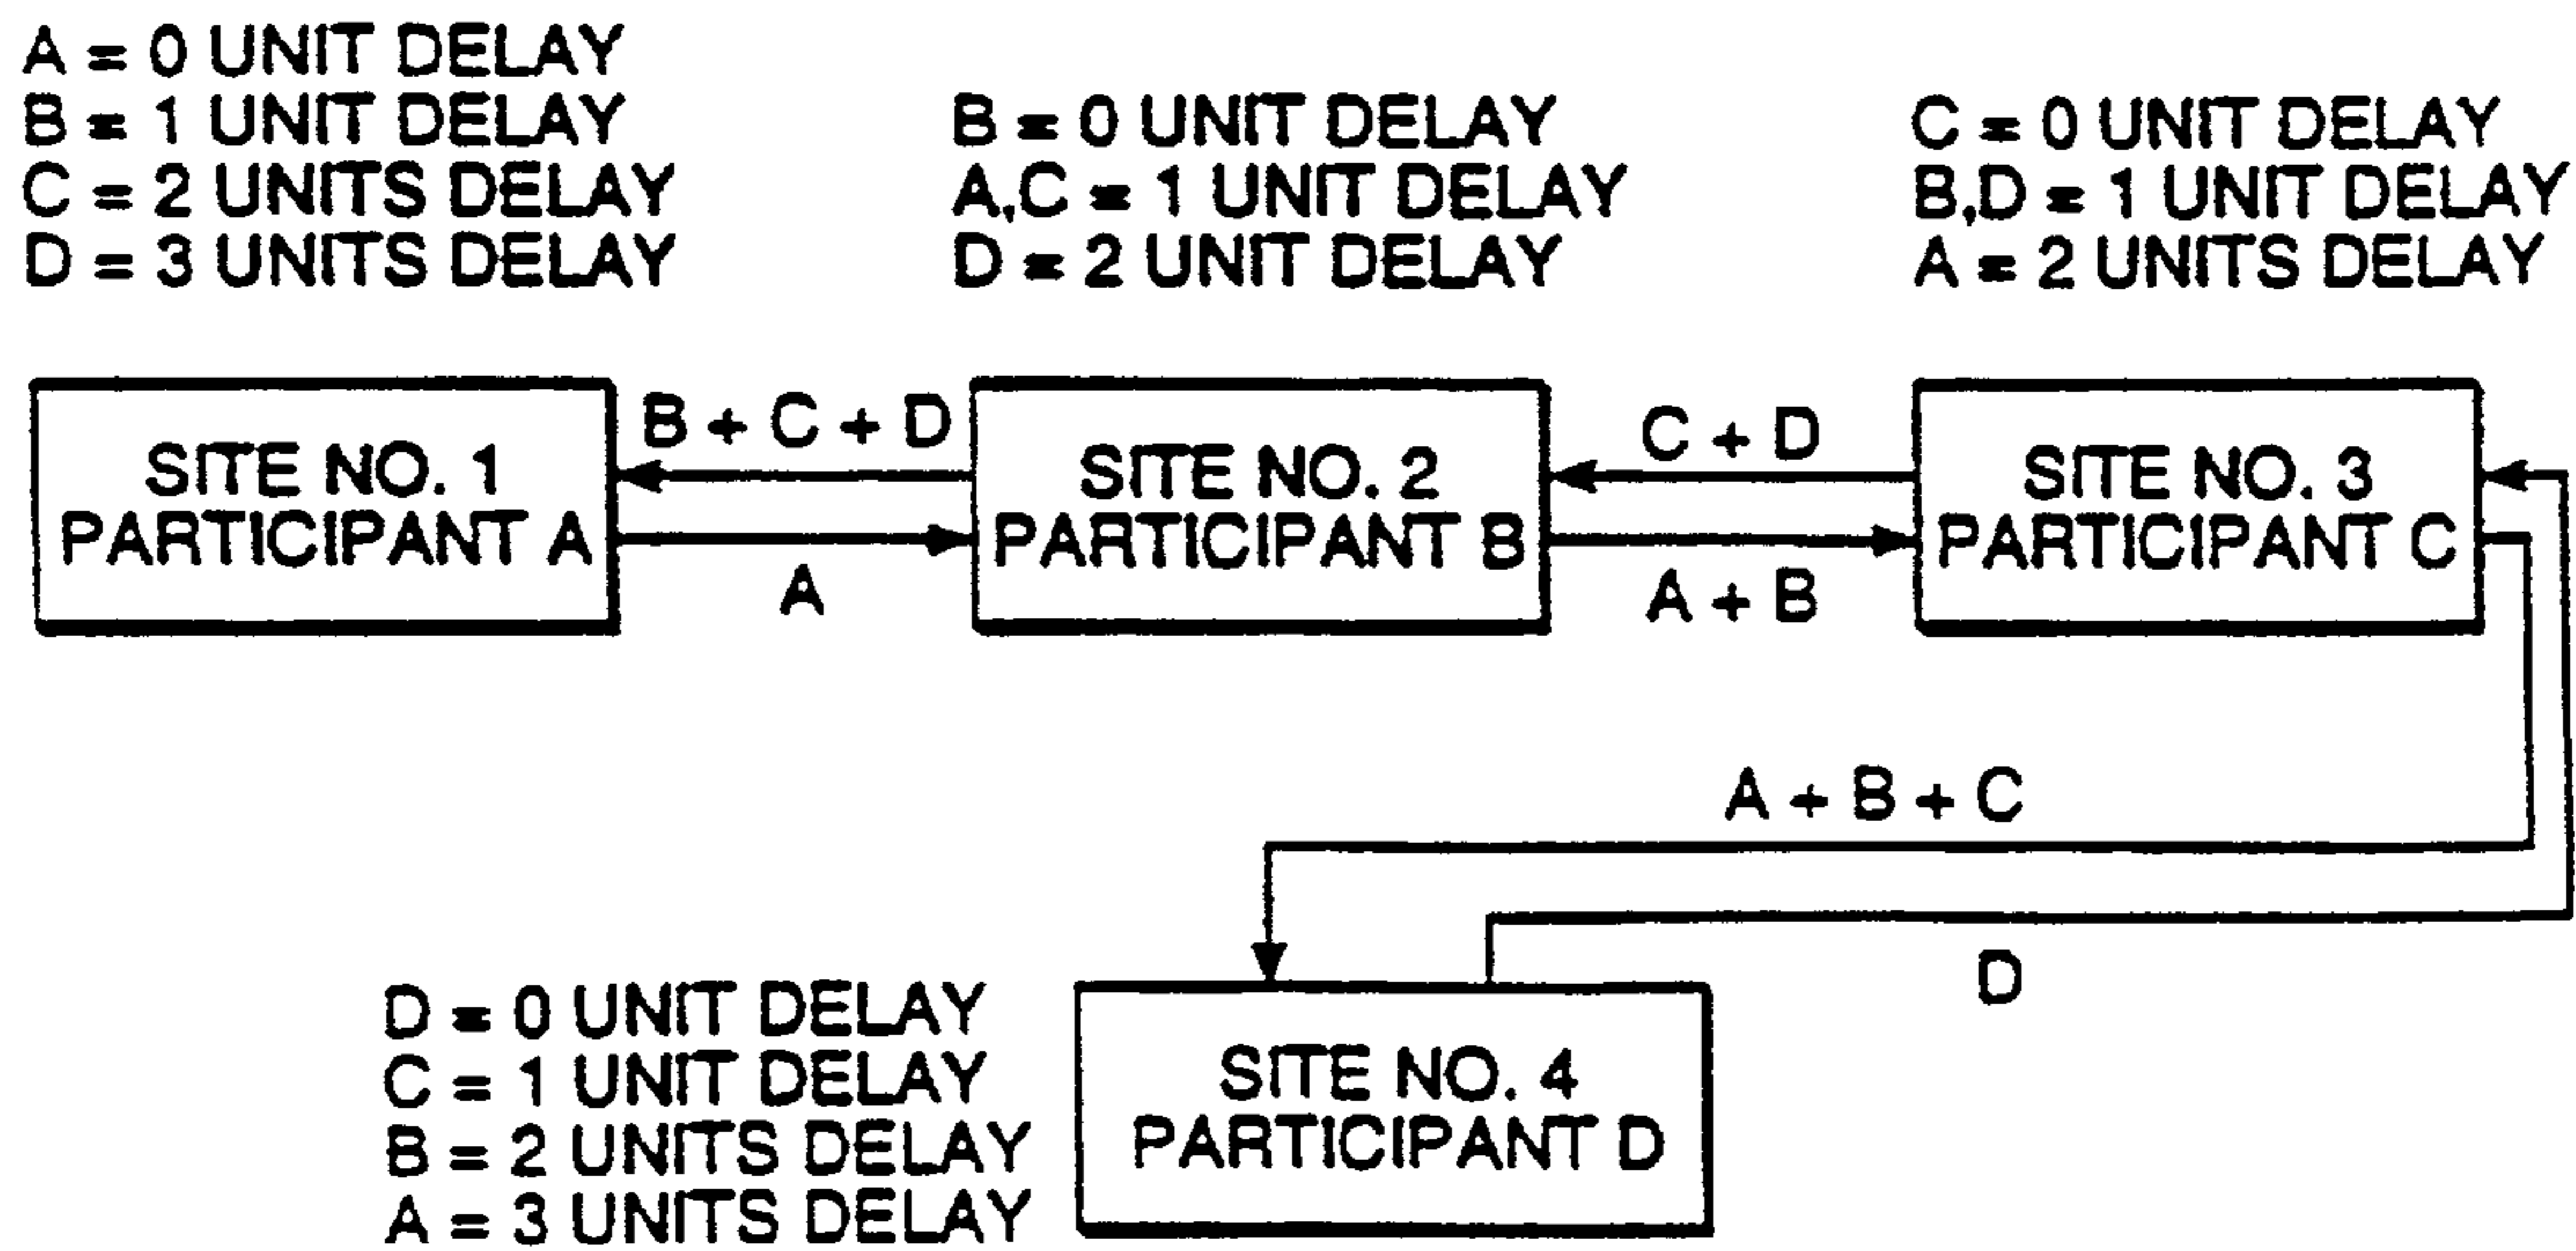 A = 0 UNIT DELAY
B = 1 UNIT DELAY
C = 2 UNITS DELAY
D = 3 UNITS DELAY
B = 0 UNIT DELAY
A,C = 1 UNIT DELAY
D = 2 UNIT DELAY
C = 0 UNIT DELAY
B,D = 1 UNIT DELAY
A = 2 UNITS DELAY
SITE NO. 1
PARTICIPANT A
B + C + D
A
SITE NO. 2
PARTICIPANT B
C + D
A + B
SITE NO. 3
PARTICIPANT C
A + B + C
D
D = 0 UNIT DELAY
C = 1 UNIT DELAY
B = 2 UNITS DELAY
A = 3 UNITS DELAY
SITE NO. 4
PARTICIPANT D